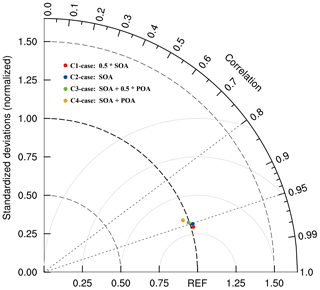 0.0
0.1
0.2
0.3
0.4
0.5
0.6
0.7
Correlation
0.8
0.9
0.95
0.99
1.0
Standardized deviations (normalized)
1.50
1.25
1.00
0.75
0.50
0.25
0.00
C1-case: 0.5 * SOA
C2-case: SOA
C3-case: SOA + 0.5 * POA
C4-case: SOA + POA
0.25 0.50 0.75 REF 1.25 1.50